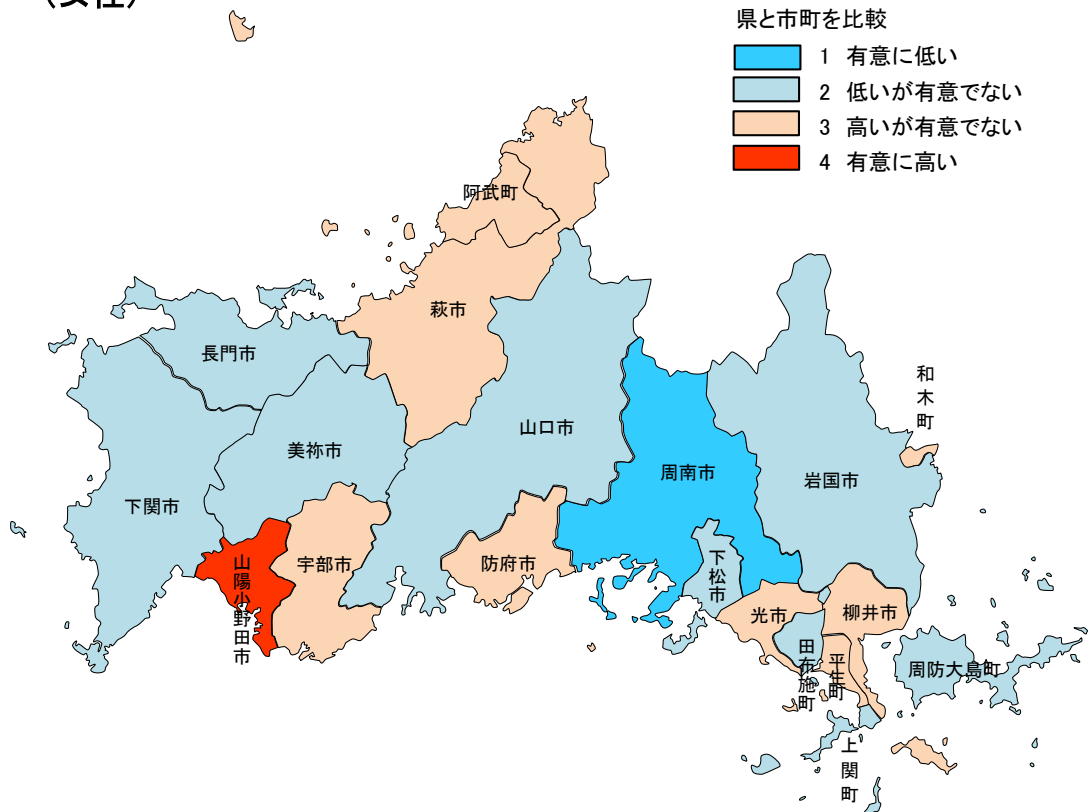 （女性）
県と市町を比較
1 有意に低い
2 低いが有意でない
3 高いが有意でない
4 有意に高い
阿武町
萩市
長門市
和木町
山口市
美祢市
周南市
岩国市
下関市
山陽小野田市
宇部市
防府市
下松市
光市
柳井市
田布施町
平生町
周防大島町
上関町